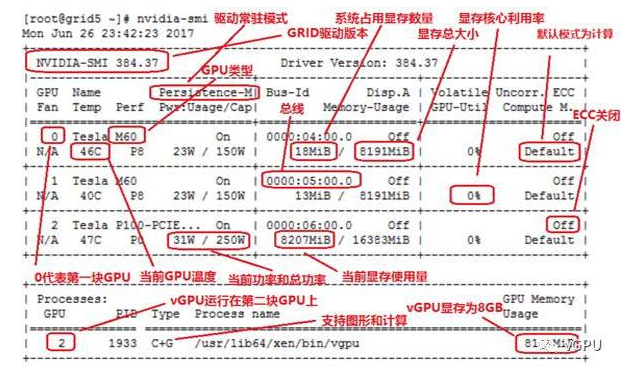 [root@grid5 ~]# nvidia-smi
驱动常驻模式
系统占用显存数量
显存核心利用率
Mon Jun 26 23:42:23 2017
GRID驱动版本
显存总大小
默认模式为计算
NVIDIA-SMI 384.37 Driver Version: 384.37
GPU类型
GPU Name Persistence-M| Bus-Id Disp.A | Volatile Uncorr. ECC
Fan Temp Perf Pwr:Usage/Cap| Memory-Usage | GPU-Util Compute M.
总线
ECC关闭
0 Tesla M60 On | 0000:04:00.0 Off | Off
N/A 46C P8 23W / 150W | 18MiB / 8191MiB | 0% Default
1 Tesla M60 On | 0000:05:00.0 Off | Off
N/A 40C P8 23W / 150W | 13MiB / 8191MiB | 0% Default
2 Tesla P100-PCIE... On | 0000:06:00.0 Off | Off
N/A 47C 31W / 250W | 8207MiB / 16383MiB | 0% Default
0代表第一块GPU
当前GPU温度
当前功率和总功率
当前显存使用量
Processes: GPU Memory
vGPU运行在第二块GPU上
vGPU显存为8GB
GPU PID Type Process name Usage
支持图形和计算
2 1933 C+G /usr/lib64/xen/bin/vgpu
vGPU